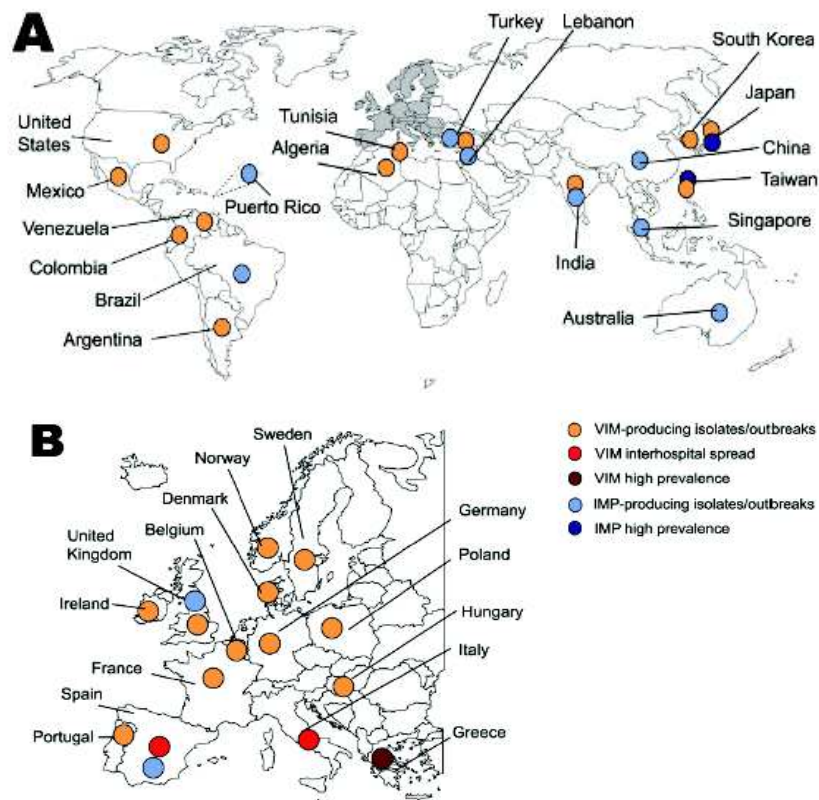 A
Turkey
Lebanon
South Korea
Japan
United
States
Tunisia
Algeria
China
Taiwan
Mexico
Puerto Rico
Venezuela
Singapore
Colombia
India
Brazil
Australia
Argentina
B
Sweden
Norway
Denmark
Belgium
United
Kingdom
Ireland
France
Spain
Portugal
Germany
Poland
Hungary
Italy
Greece
VIM-producing isolates/outbreaks
VIM interhospital spread
VIM high prevalence
IMP-producing isolates/outbreaks
IMP high prevalence